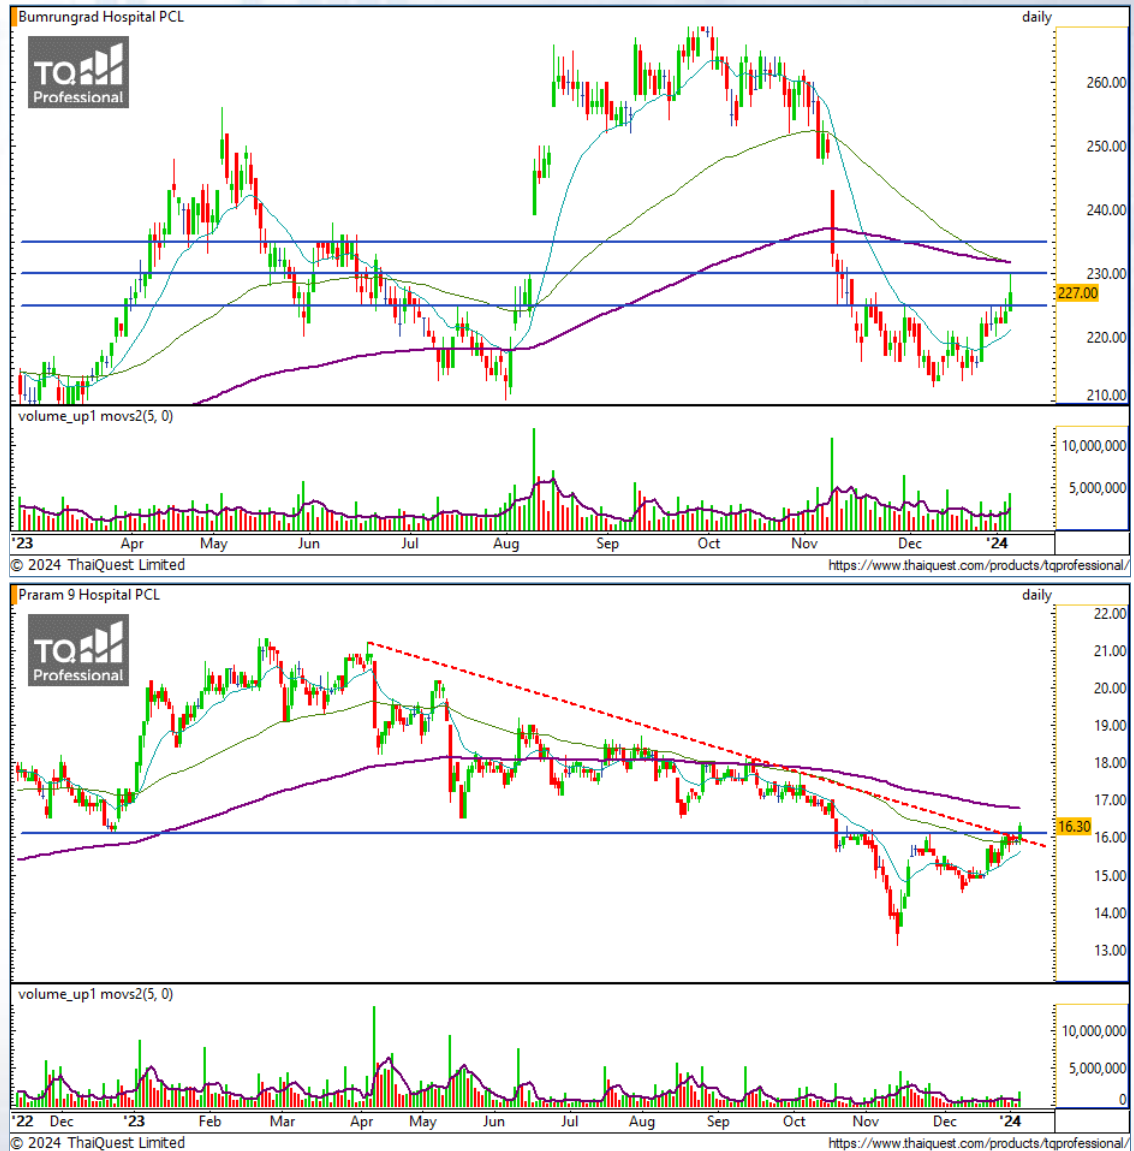 Bumrungrad Hospital PCL daily
TQ
Professional
260.00
250.00
240.00
230.00
227.00
220.00
210.00
volume_up1 movs2(5, 0)
10,000,000
5,000,000
'23 Apr May Jun Jul Aug Sep Oct Nov Dec '24
© 2024 ThaiQuest Limited https://www.thaiquest.com/products/tqprofessional/
Praram 9 Hospital PCL daily
22.00
TQ
Professional
21.00
20.00
19.00
18.00
17.00
16.30
16.00
15.00
14.00
13.00
volume_up1 movs2(5, 0)
10,000,000
5,000,000
0
'22 Dec '23 Feb Mar Apr May Jun Jul Aug Sep Oct Nov Dec '24
© 2024 ThaiQuest Limited https://www.thaiquest.com/products/tqprofessional/